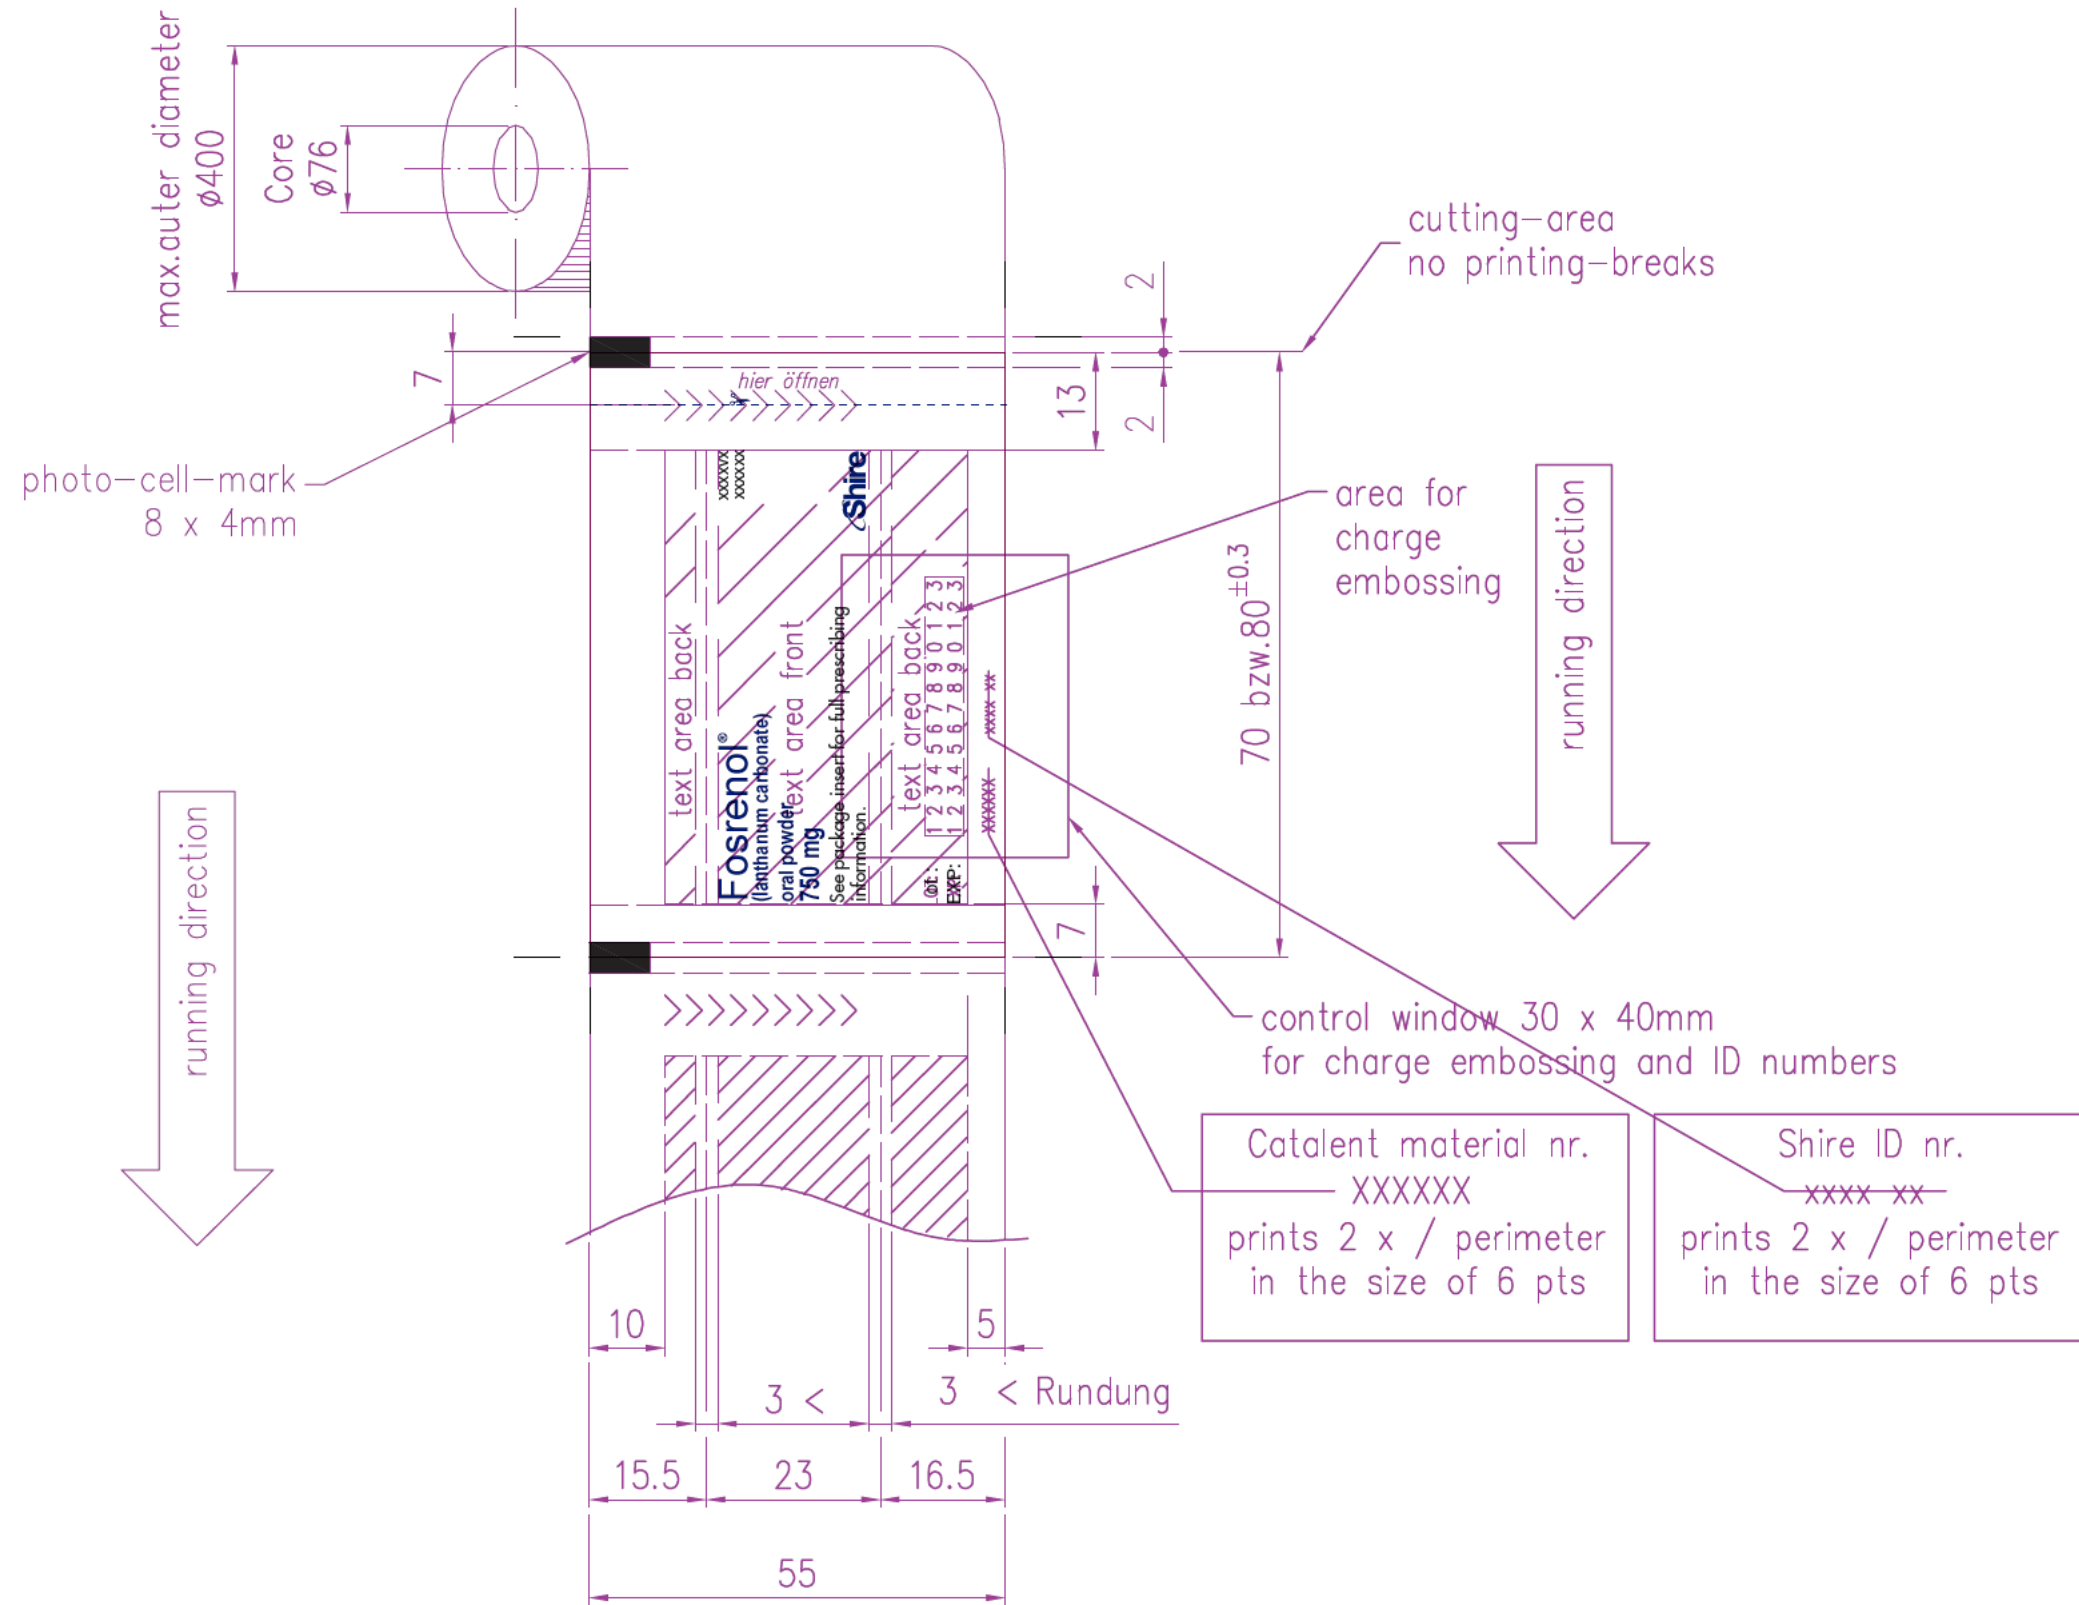 max.auter diameter
ø400
Core
ø76
cutting-area
no printing-breaks
2
2
13
7
hier öffnen
photo-cell-mark
8 x 4mm
xxxxxvx
xxxxxxx
Shire
area for
charge
embossing
70 bzw.80±0.3
running direction
running direction
text area back
text area front
text area back
Fosrenol®
(lanthanum carbonate)
oral powder
750 mg
See package insert for full prescribing
information.
1 2 3 4 5 6 7 8 9 0 1 2 3
1 2 3 4 5 6 7 8 9 0 1 2 3
EXP:
xxxxxx
xxxx xx
7
control window 30 x 40mm
for charge embossing and ID numbers
Catalent material nr.
XXXXXX
prints 2 x / perimeter
in the size of 6 pts
Shire ID nr.
xxxx xx
prints 2 x / perimeter
in the size of 6 pts
10
5
3 <
3 < Rundung
15.5
23
16.5
55